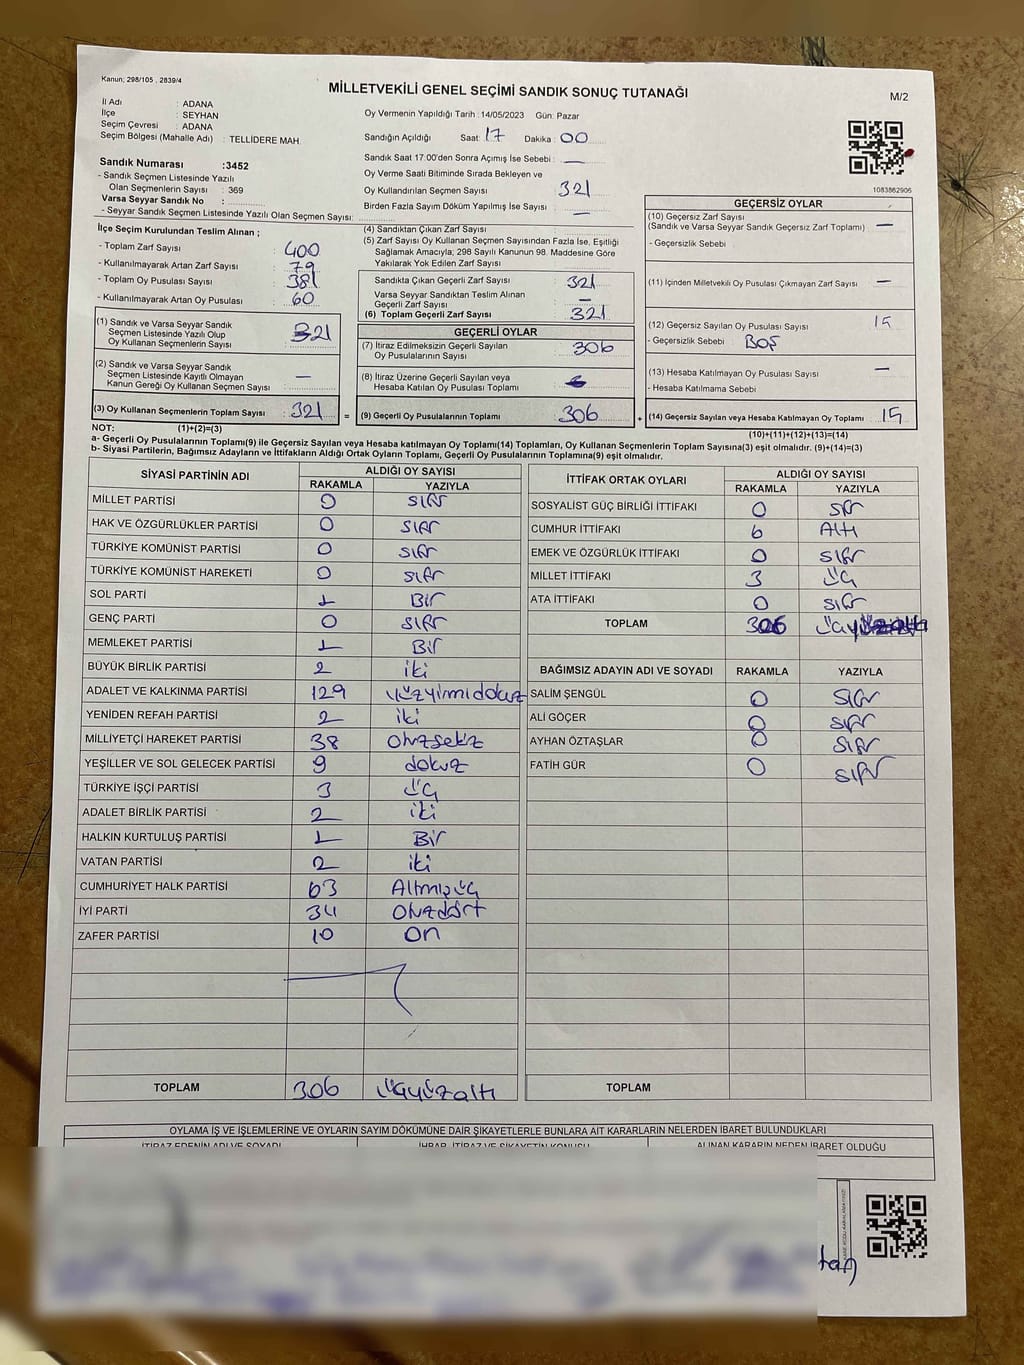 Kanun; 298/105 , 2839/4
MİLLETVEKİLİ GENEL SEÇİMİ SANDIK SONUÇ TUTANAĞI
M/2
İl Adı : ADANA
İlçe : SEYHAN
Seçim Çevresi : ADANA
Seçim Bölgesi (Mahalle Adı) : TELLİDERE MAH.
Oy Vermenin Yapıldığı Tarih : 14/05/2023 Gün: Pazar
Sandığın Açıldığı Saat: 17 Dakika : 00
Sandık Saat 17:00'den Sonra Açımış İse Sebebi : —
Oy Verme Saati Bitiminde Sırada Bekleyen ve
Oy Kullandırılan Seçmen Sayısı 321
Birden Fazla Sayım Döküm Yapılmış İse Sayısı —
Sandık Numarası :3452
- Sandık Seçmen Listesinde Yazılı
Olan Seçmenlerin Sayısı : 369
Varsa Seyyar Sandık No :
- Seyyar Sandık Seçmen Listesinde Yazılı Olan Seçmen Sayısı:
1083862906
İlçe Seçim Kurulundan Teslim Alınan ;
- Toplam Zarf Sayısı : 400
- Kullanılmayarak Artan Zarf Sayısı : 79
- Toplam Oy Pusulası Sayısı : 381
- Kullanılmayarak Artan Oy Pusulası : 60
(1) Sandık ve Varsa Seyyar Sandık
Seçmen Listesinde Yazılı Olup
Oy Kullanan Seçmenlerin Sayısı : 321
(2) Sandık ve Varsa Seyyar Sandık
Seçmen Listesinde Kayıtlı Olmayan
Kanun Gereği Oy Kullanan Seçmen Sayısı : —
(3) Oy Kullanan Seçmenlerin Toplam Sayısı : 321 =
(4) Sandıktan Çıkan Zarf Sayısı :
(5) Zarf Sayısı Oy Kullanan Seçmen Sayısından Fazla İse, Eşitliği
Sağlamak Amacıyla; 298 Sayılı Kanunun 98. Maddesine Göre
Yakılarak Yok Edilen Zarf Sayısı :
Sandıkta Çıkan Geçerli Zarf Sayısı 321
Varsa Seyyar Sandıktan Teslim Alınan
Geçerli Zarf Sayısı —
(6) Toplam Geçerli Zarf Sayısı : 321
GEÇERLİ OYLAR
(7) İtiraz Edilmeksizin Geçerli Sayılan
Oy Pusulalarının Sayısı : 306
(8) İtiraz Üzerine Geçerli Sayılan veya
Hesaba Katılan Oy Pusulası Toplamı :
(9) Geçerli Oy Pusulalarının Toplamı 306 +
GEÇERSİZ OYLAR
(10) Geçersiz Zarf Sayısı
(Sandık ve Varsa Seyyar Sandık Geçersiz Zarf Toplamı) —
- Geçersizlik Sebebi
(11) İçinden Milletvekili Oy Pusulası Çıkmayan Zarf Sayısı —
(12) Geçersiz Sayılan Oy Pusulası Sayısı 15
- Geçersizlik Sebebi BOŞ
(13) Hesaba Katılmayan Oy Pusulası Sayısı —
- Hesaba Katılmama Sebebi
(14) Geçersiz Sayılan veya Hesaba Katılmayan Oy Toplamı 15
NOT: (1)+(2)=(3)
(10)+(11)+(12)+(13)=(14)
a- Geçerli Oy Pusulalarının Toplamı(9) ile Geçersiz Sayılan veya Hesaba katılmayan Oy Toplamı(14) Toplamları, Oy Kullanan Seçmenlerin Toplam Sayısına(3) eşit olmalıdır. (9)+(14)=(3)
b- Siyasi Partilerin, Bağımsız Adayların ve İttifakların Aldığı Ortak Oyların Toplamı, Geçerli Oy Pusulalarının Toplamına(9) eşit olmalıdır.
SİYASİ PARTİNİN ADI ALDIĞI OY SAYISI
RAKAMLA YAZIYLA
MİLLET PARTİSİ 0 sıfır
HAK VE ÖZGÜRLÜKLER PARTİSİ 0 sıfır
TÜRKİYE KOMÜNİST PARTİSİ 0 sıfır
TÜRKİYE KOMÜNİST HAREKETİ 0 sıfır
SOL PARTİ 1 Bir
GENÇ PARTİ 0 sıfır
MEMLEKET PARTİSİ 1 Bir
BÜYÜK BİRLİK PARTİSİ 2 iki
ADALET VE KALKINMA PARTİSİ 129 yüzyirmidokuz
YENİDEN REFAH PARTİSİ 2 iki
MİLLİYETÇİ HAREKET PARTİSİ 38 Otuzsekiz
YEŞİLLER VE SOL GELECEK PARTİSİ 9 dokuz
TÜRKİYE İŞÇİ PARTİSİ 3 üç
ADALET BİRLİK PARTİSİ 2 iki
HALKIN KURTULUŞ PARTİSİ 1 Bir
VATAN PARTİSİ 2 iki
CUMHURİYET HALK PARTİSİ 63 Altmışüç
İYİ PARTİ 34 Otuzdört
ZAFER PARTİSİ 10 on
TOPLAM 306 üçyüzaltı
İTTİFAK ORTAK OYLARI ALDIĞI OY SAYISI
RAKAMLA YAZIYLA
SOSYALİST GÜÇ BİRLİĞİ İTTİFAKI 0 sıfır
CUMHUR İTTİFAKI 6 Altı
EMEK VE ÖZGÜRLÜK İTTİFAKI 0 sıfır
MİLLET İTTİFAKI 3 üç
ATA İTTİFAKI 0 sıfır
TOPLAM 306 üçyüzaltı
BAĞIMSIZ ADAYIN ADI VE SOYADI RAKAMLA YAZIYLA
SALİM ŞENGÜL 0 sıfır
ALİ GÖÇER 0 sıfır
AYHAN ÖZTAŞLAR 0 sıfır
FATİH GÜR 0 sıfır
TOPLAM
OYLAMA İŞ VE İŞLEMLERİNE VE OYLARIN SAYIM DÖKÜMÜNE DAİR ŞİKAYETLERLE BUNLARA AİT KARARLARIN NELERDEN İBARET BULUNDUKLARI
İTİRAZ EDENİN ADI VE SOYADI İHBAR, İTİRAZ VE ŞİKAYETİN KONUSU ALINAN KARARIN NEDEN İBARET OLDUĞU